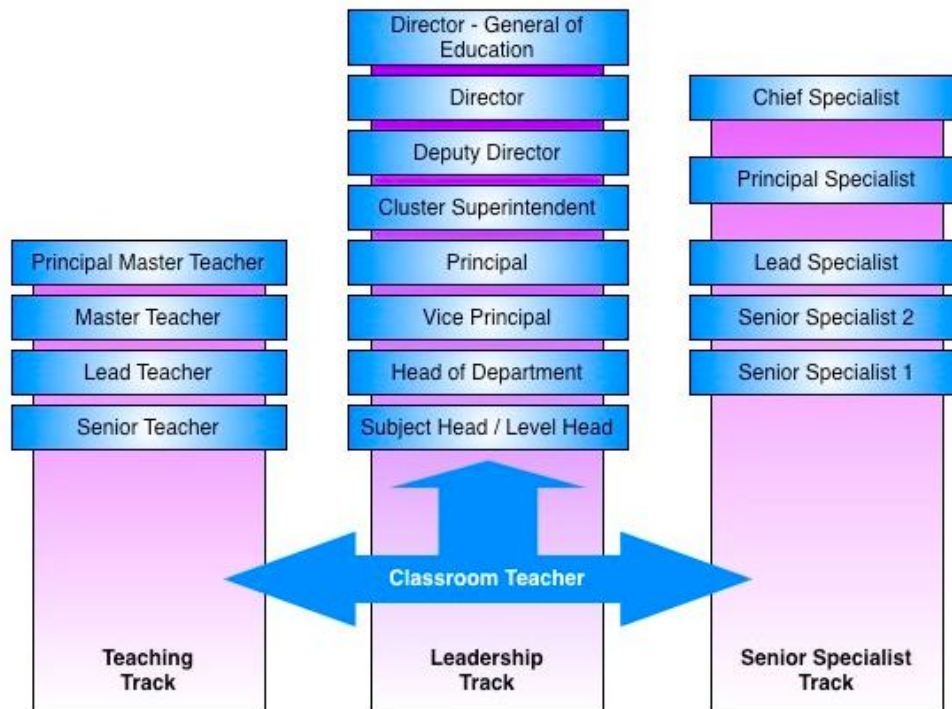 Director - General of
Education
Director
Chief Specialist
Deputy Director
Principal Specialist
Cluster Superintendent
Principal Master Teacher
Principal
Lead Specialist
Master Teacher
Vice Principal
Senior Specialist 2
Lead Teacher
Head of Department
Senior Specialist 1
Senior Teacher
Subject Head / Level Head
Classroom Teacher
Teaching
Track
Leadership
Track
Senior Specialist
Track